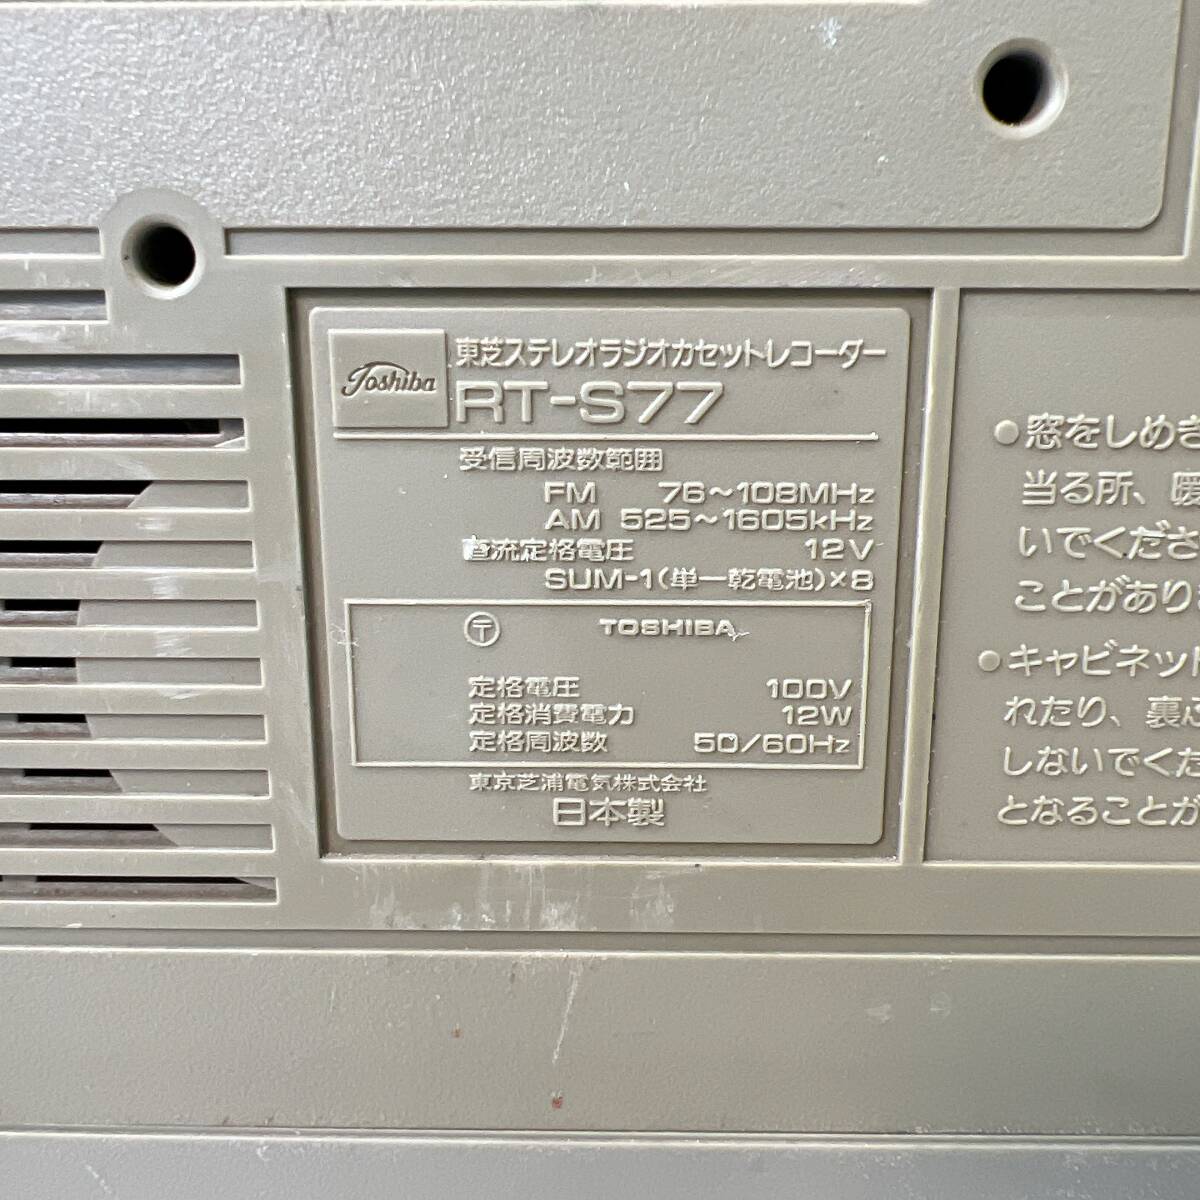 Toshiba
東芝ステレオラジオカセットレコーダー
RT-S77
受信周波数範囲
FM 76～108MHz
AM 525～1605kHz
直流定格電圧 12V
SUM-1(単一乾電池)×8
〒 TOSHIBA
定格電圧 100V
定格消費電力 12W
定格周波数 50/60Hz
東京芝浦電気株式会社
日本製
●窓をしめき
当る所、暖
いでくださ
ことがあり
●キャビネット
れたり、裏ぶ
しないでくだ
となることが